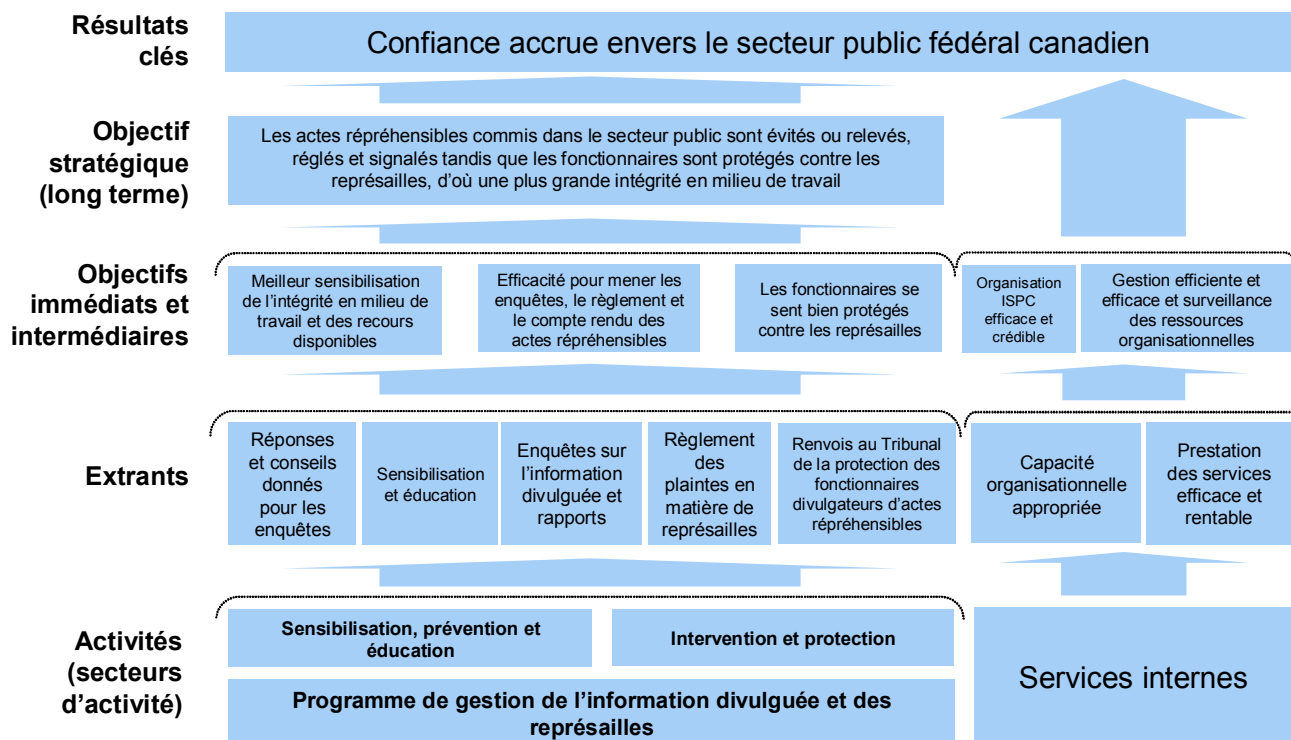 Résultats
clés
Confiance accrue envers le secteur public fédéral canadien
Objectif
stratégique
(long terme)
Les actes répréhensibles commis dans le secteur public sont évités ou relevés,
réglés et signalés tandis que les fonctionnaires sont protégés contre les
représailles, d’où une plus grande intégrité en milieu de travail
Objectifs
immédiats et
intermédiaires
Meilleur sensibilisation
de l’intégrité en milieu de
travail et des recours
disponibles
Efficacité pour mener les
enquêtes, le règlement et
le compte rendu des
actes répréhensibles
Les fonctionnaires se
sent bien protégés
contre les représailles
Organisation
ISPC
efficace et
crédible
Gestion efficiente et
efficace et surveillance
des ressources
organisationnelles
Extrants
Réponses
et conseils
donnés
pour les
enquêtes
Sensibilisation
et éducation
Enquêtes sur
l’information
divulguée et
rapports
Règlement
des
plaintes en
matière de
représailles
Renvois au Tribunal
de la protection des
fonctionnaires
divulgateurs d’actes
répréhensibles
Capacité
organisationnelle
appropriée
Prestation
des services
efficace et
rentable
Activités
(secteurs
d’activité)
Sensibilisation, prévention et
éducation
Intervention et protection
Programme de gestion de l’information divulguée et des
représailles
Services internes